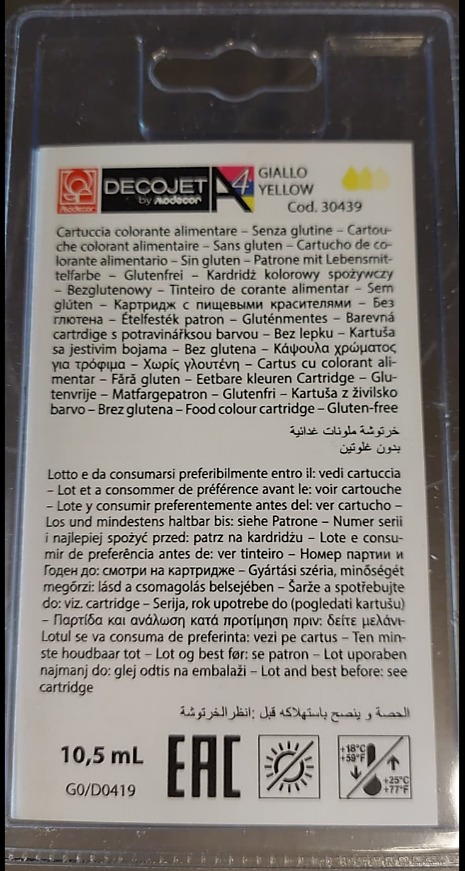 Modecor
DECOJET A4
by Modecor
GIALLO
YELLOW
Cod. 30439
Cartuccia colorante alimentare – Senza glutine – Cartou-
che colorant alimentaire – Sans gluten – Cartucho de co-
lorante alimentario – Sin gluten – Patrone mit Lebensmit-
telfarbe – Glutenfrei – Kardridż kolorowy spożywczy
– Bezglutenowy – Tinteiro de corante alimentar – Sem
glúten – Картридж с пищевыми красителями – Без
глютена – Ételfesték patron – Gluténmentes – Barevná
cartrdige s potravinářksou barvou – Bez lepku – Kartuša
sa jestivim bojama – Bez glutena – Κάψουλα χρώματος
για τρόφιμα – Χωρίς γλουτένη – Cartus cu colorant ali-
mentar – Fără gluten – Eetbare kleuren Cartridge – Glu-
tenvrije – Matfargepatron – Glutenfri – Kartuša z živilsko
barvo – Brez glutena – Food colour cartridge – Gluten-free
خرتوشة ملونات غدائية
بدون غلوتين
Lotto e da consumarsi preferibilmente entro il: vedi cartuccia
– Lot et a consommer de préférence avant le: voir cartouche
– Lote y consumir preferentemente antes del: ver cartucho –
Los und mindestens haltbar bis: siehe Patrone – Numer serii
i najlepiej spożyć przed: patrz na kardridżu – Lote e consu-
mir de preferência antes de: ver tinteiro – Номер партии и
Годен до: смотри на картридже – Gyártási széria, minőségét
megőrzi: lásd a csomagolás belsejében – Šarže a spotřebujte
do: viz. cartridge – Serija, rok upotrebe do (pogledati kartušu)
– Παρτίδα και ανάλωση κατά προτίμηση πριν: δείτε μελάνι-
Lotul se va consuma de preferinta: vezi pe cartus – Ten min-
ste houdbaar tot – Lot og best før: se patron – Lot uporaben
najmanj do: glej odtis na embalaži – Lot and best before: see
cartridge
الحصة و ينصح باستهلاكه قبل :انظر الخرتوشة
10,5 mL
G0/D0419
EAC
+18°C
+59°F
+25°C
+77°F